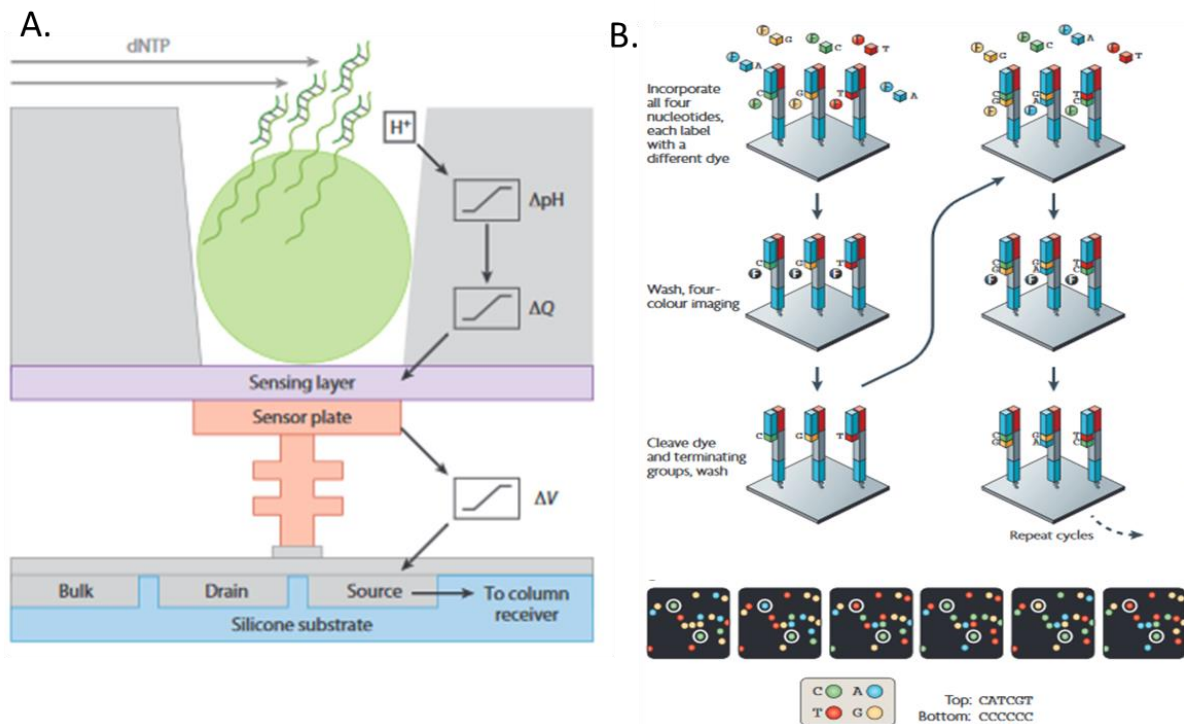 A.
dNTP
H+
ΔpH
ΔQ
Sensing layer
Sensor plate
ΔV
Bulk
Drain
Source
To column
receiver
Silicone substrate
B.
Incorporate
all four
nucleotides,
each label
with a
different dye
F G
F C
F T
F A
F A
C G T
F F F
F G
F C
F A
F T
C G T
G A C
F F F
Wash, four-
colour imaging
C G T
F F F
C G T
G A C
F F F
Cleave dye
and terminating
groups, wash
C G T
C G T
G A C
Repeat cycles
C A
T G
Top: CATCGT
Bottom: CCCCCC